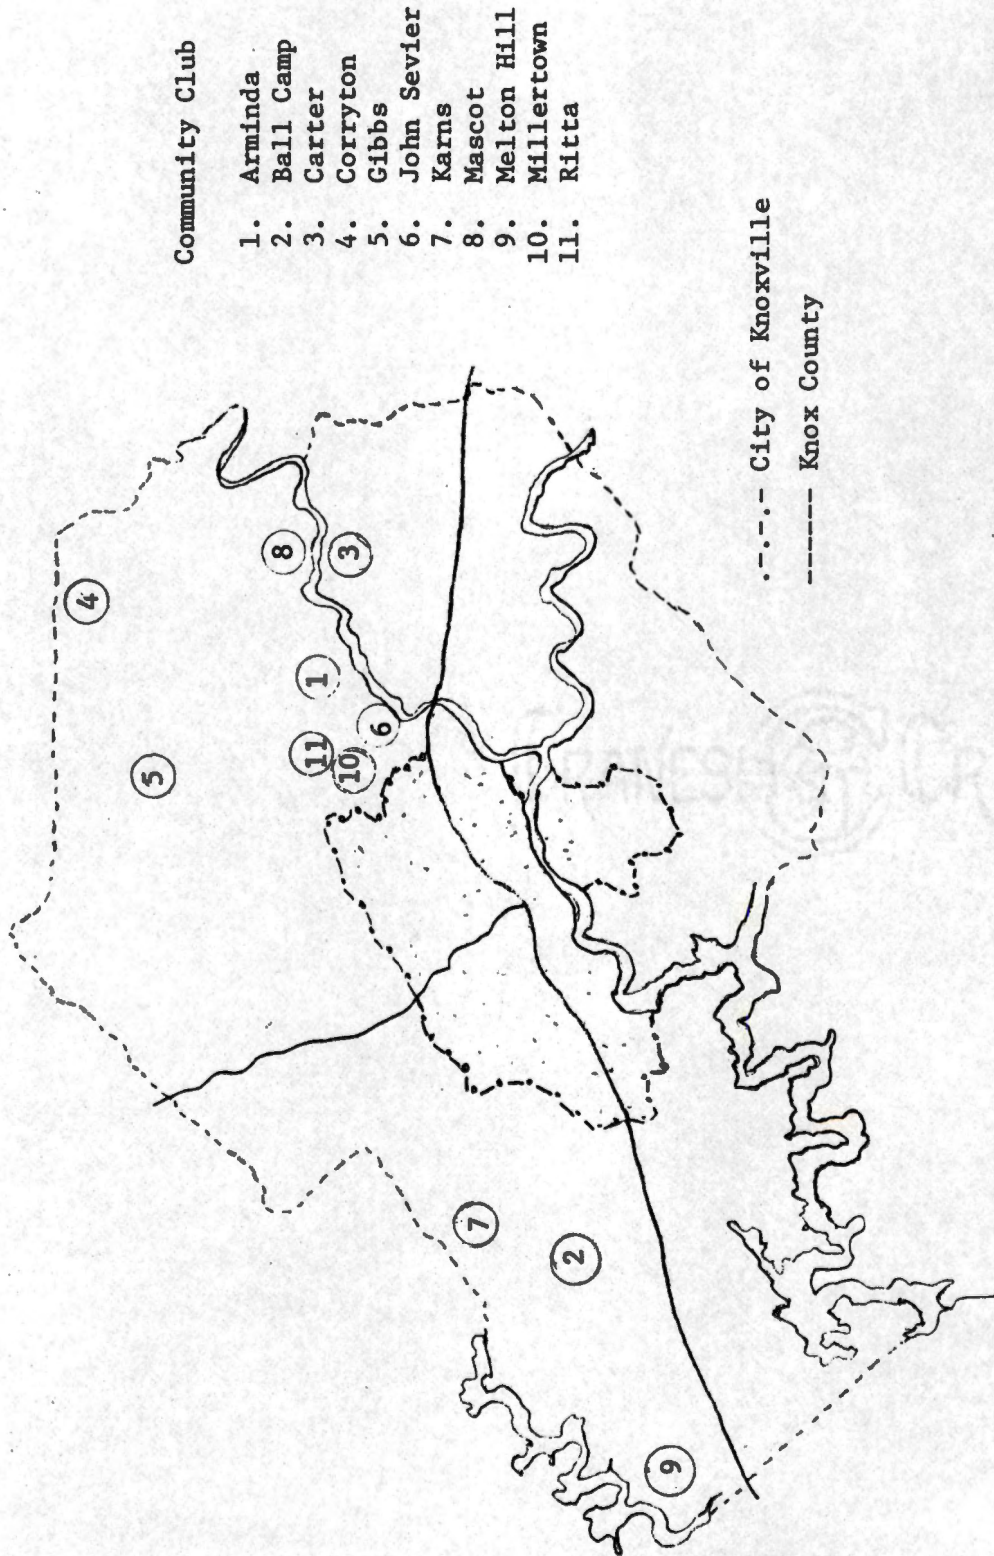 Community Club
1. Arminda
2. Ball Camp
3. Carter
4. Corryton
5. Gibbs
6. John Sevier
7. Karns
8. Mascot
9. Melton Hill
10. Millertown
11. Ritta
4
5
8
3
1
11
10
6
7
2
9
.-.-.- City of Knoxville
------ Knox County